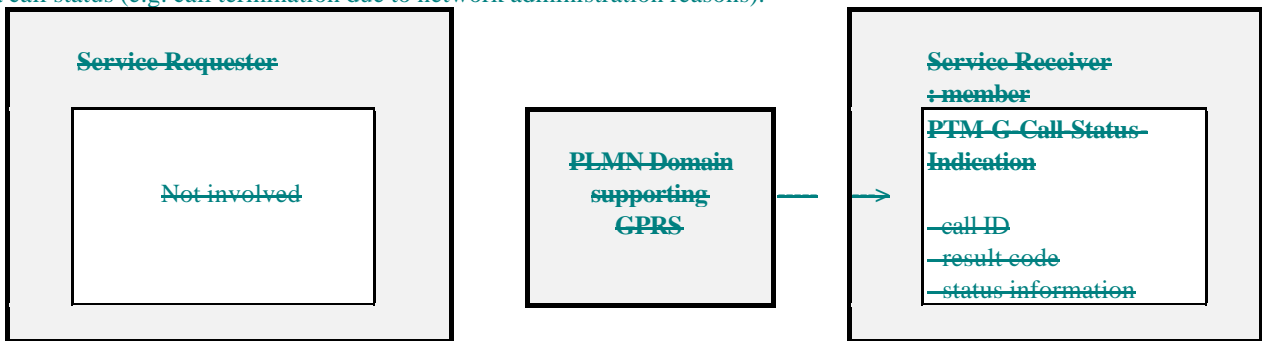 call status (e.g. call termination due to network administration reasons).
Service Requester
Not involved
PLMN Domain
supporting
GPRS
Service Receiver
: member
PTM-G-Call-Status-
Indication
- call ID
- result code
- status information